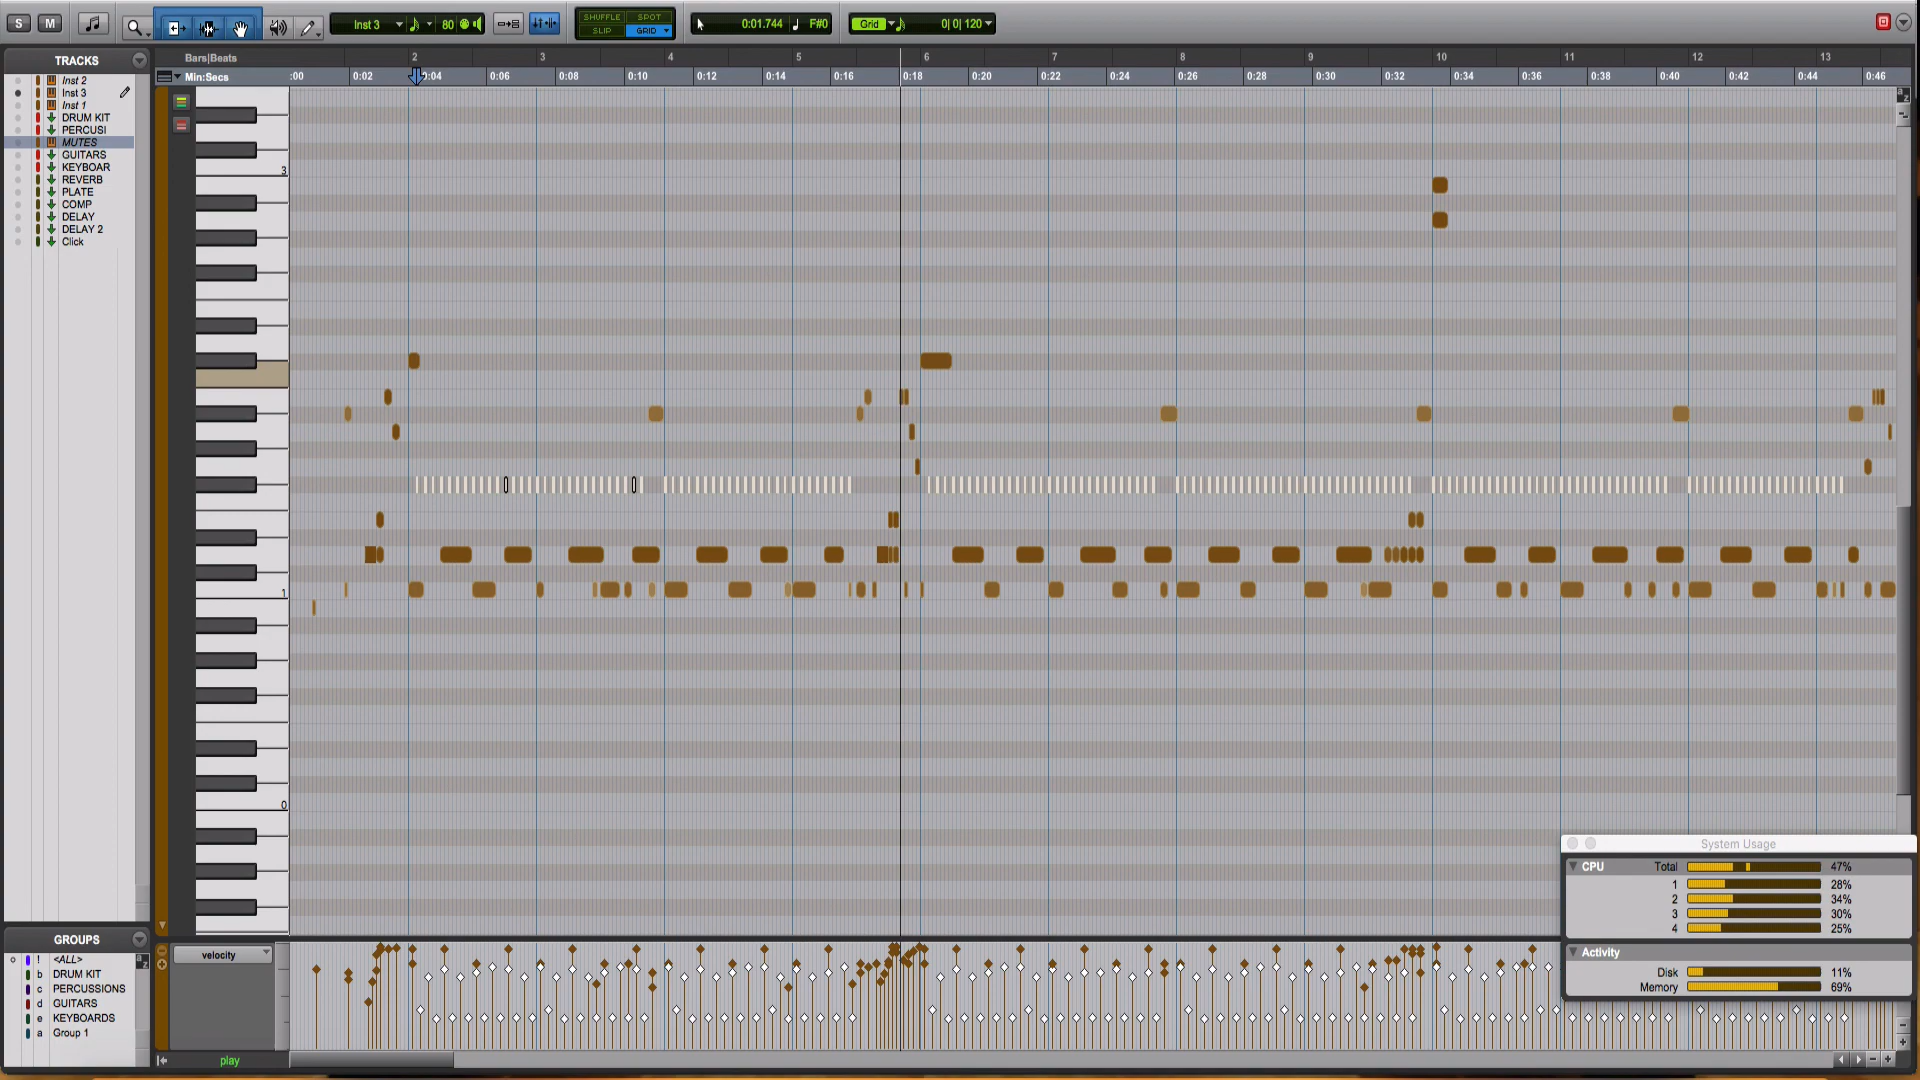 S M Inst 3 80 SHUFFLE SPOT SLIP GRID 0:01.744 F#0 Grid 0| 0| 120
TRACKS
Bars|Beats 2 3 4 5 6 7 8 9 10 11 12 13
Min:Secs :00 0:02 0:04 0:06 0:08 0:10 0:12 0:14 0:16 0:18 0:20 0:22 0:24 0:26 0:28 0:30 0:32 0:34 0:36 0:38 0:40 0:42 0:44 0:46
Inst 2
Inst 3
Inst 1
DRUM KIT
PERCUSI
MUTES
GUITARS
KEYBOAR
REVERB
PLATE
COMP
DELAY
DELAY 2
Click
3
1
0
System Usage
CPU Total 47%
1 28%
2 34%
3 30%
4 25%
Activity
Disk 11%
Memory 69%
GROUPS
! <ALL>
b DRUM KIT
c PERCUSSIONS
d GUITARS
e KEYBOARDS
a Group 1
velocity
play